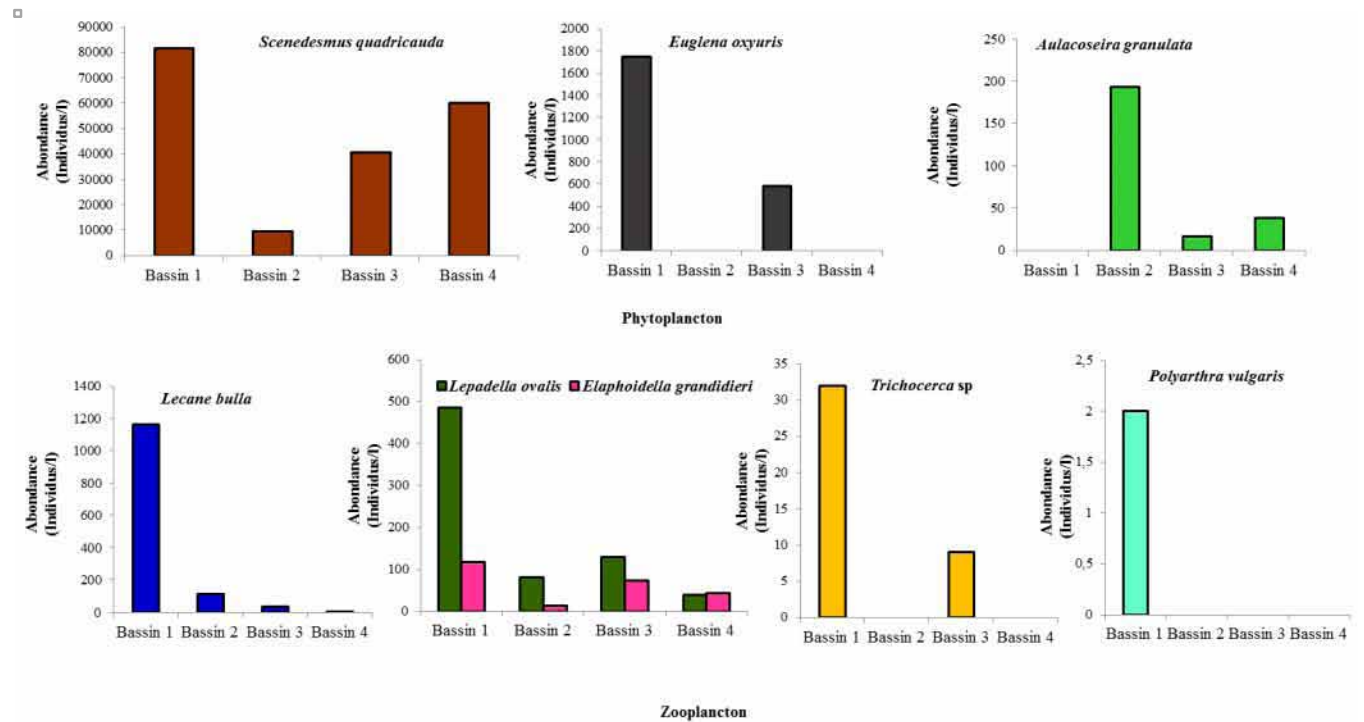 Scenedesmus quadricauda
Abondance
(Individus/l)
90000
80000
70000
60000
50000
40000
30000
20000
10000
0
Bassin 1 Bassin 2 Bassin 3 Bassin 4
Euglena oxyuris
Abondance
(Individus/l)
2000
1800
1600
1400
1200
1000
800
600
400
200
0
Bassin 1 Bassin 2 Bassin 3 Bassin 4
Aulacoseira granulata
Abondance
(Individus/l)
250
200
150
100
50
0
Bassin 1 Bassin 2 Bassin 3 Bassin 4
Phytoplancton
Lecane bulla
Abondance
(Individus/l)
1400
1200
1000
800
600
400
200
0
Bassin 1 Bassin 2 Bassin 3 Bassin 4
Lepadella ovalis Elaphoidella grandidieri
Abondance
(Individus/l)
600
500
400
300
200
100
0
Bassin 1 Bassin 2 Bassin 3 Bassin 4
Trichocerca sp
Abondance
(Individus/l)
35
30
25
20
15
10
5
0
Bassin 1 Bassin 2 Bassin 3 Bassin 4
Polyarthra vulgaris
Abondance
(Individus/l)
2,5
2
1,5
1
0,5
0
Bassin 1 Bassin 2 Bassin 3 Bassin 4
Zooplancton